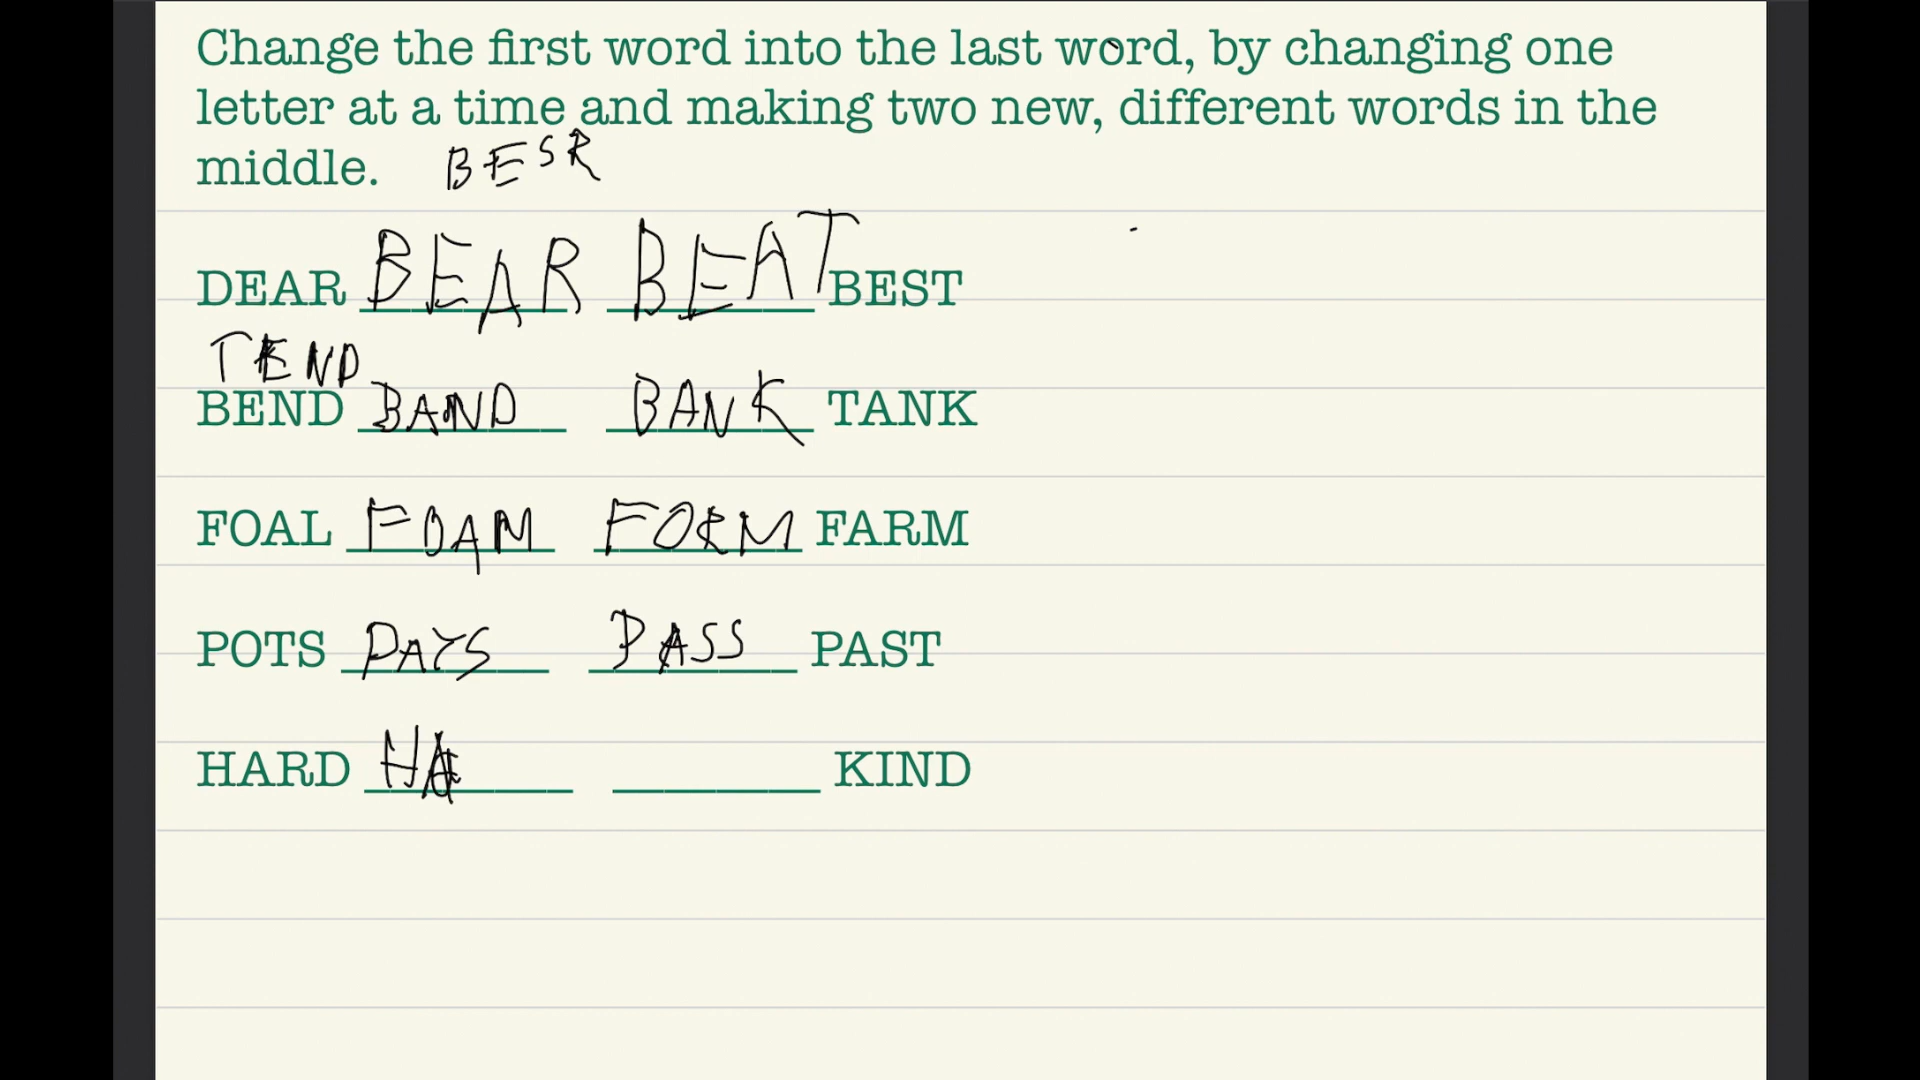 Change the first word into the last word, by changing one
letter at a time and making two new, different words in the
middle. BESR
DEAR BEAR BEAT BEST
TEND
BEND BAND BANK TANK
FOAL FOAM FORM FARM
POTS PAYS PASS PAST
HARD HA KIND